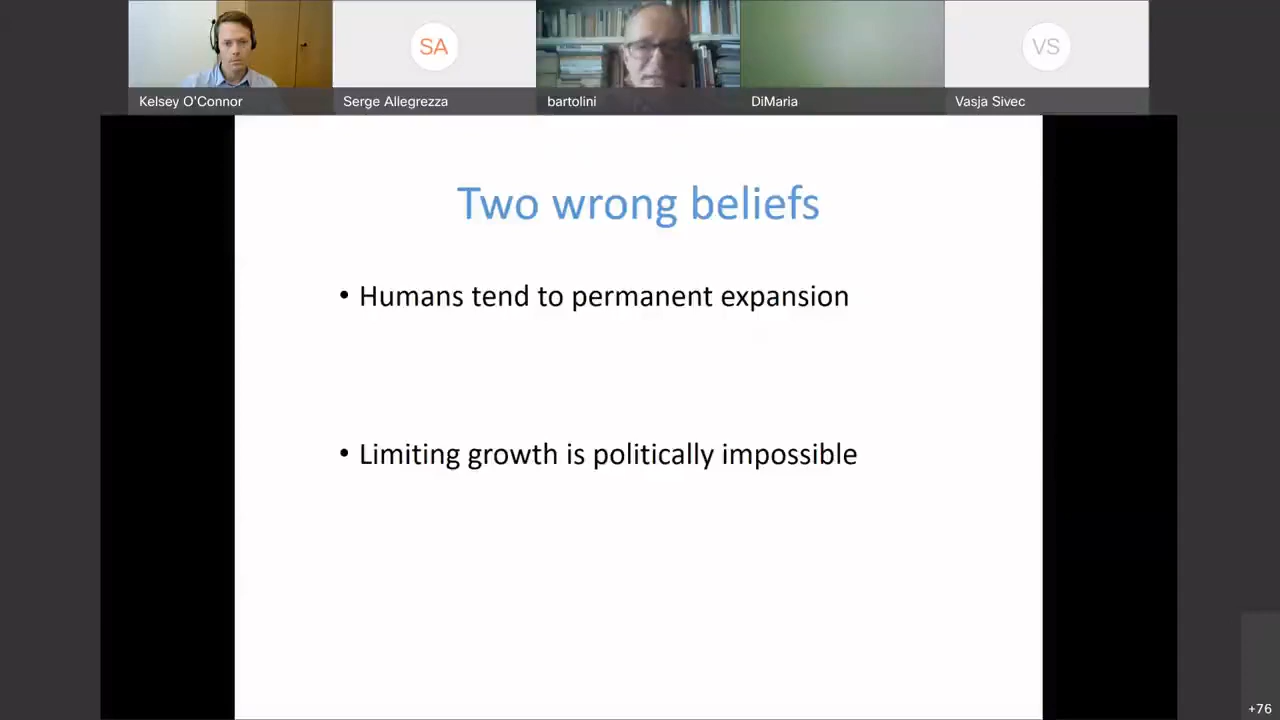 SA
VS
Kelsey O'Connor
Serge Allegrezza
bartolini
DiMaria
Vasja Sivec
Two wrong beliefs
• Humans tend to permanent expansion
• Limiting growth is politically impossible
+76